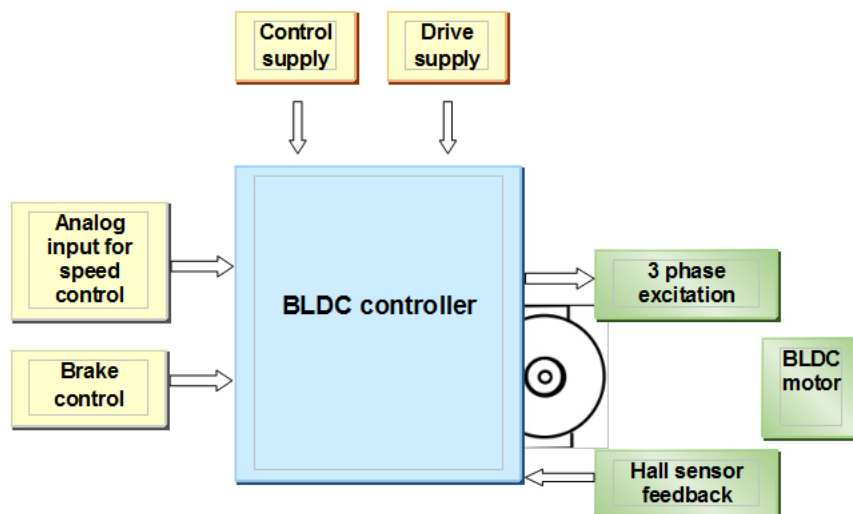 Control
supply
Drive
supply
Analog
input for
speed
control
Brake
control
BLDC controller
3 phase
excitation
BLDC
motor
Hall sensor
feedback